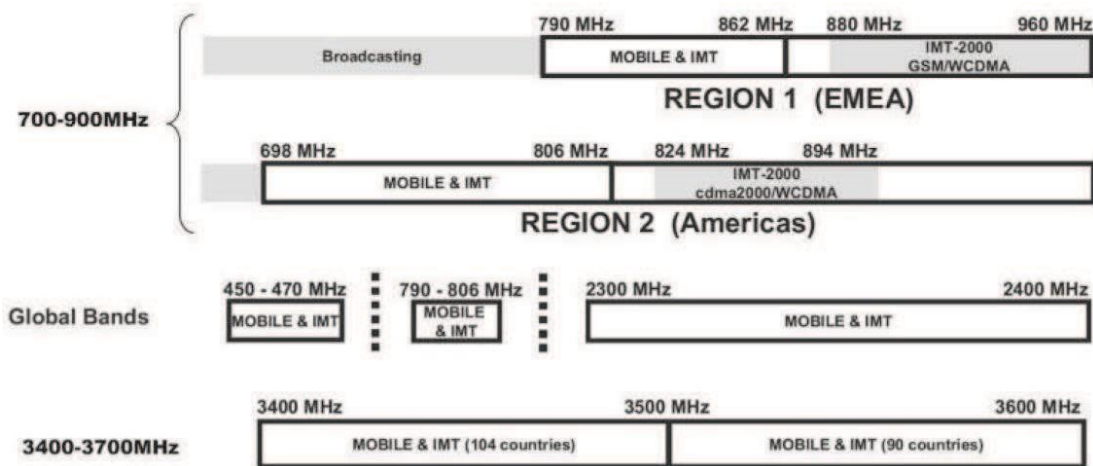 790 MHz 862 MHz 880 MHz 960 MHz
Broadcasting MOBILE & IMT IMT-2000
GSM/WCDMA
REGION 1 (EMEA)
700-900MHz
698 MHz 806 MHz 824 MHz 894 MHz
MOBILE & IMT IMT-2000
cdma2000/WCDMA
REGION 2 (Americas)
450 - 470 MHz 790 - 806 MHz 2300 MHz 2400 MHz
Global Bands MOBILE & IMT MOBILE
& IMT MOBILE & IMT
3400 MHz 3500 MHz 3600 MHz
3400-3700MHz MOBILE & IMT (104 countries) MOBILE & IMT (90 countries)